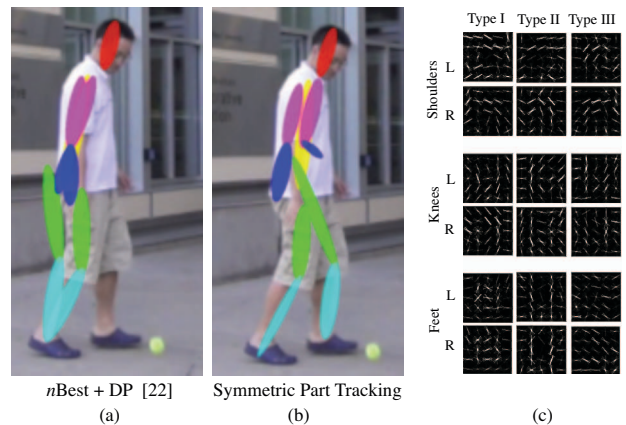 Type I Type II Type III
Shoulders
L
R
Knees
L
R
Feet
L
R
nBest + DP [22]
Symmetric Part Tracking
(a)
(b)
(c)